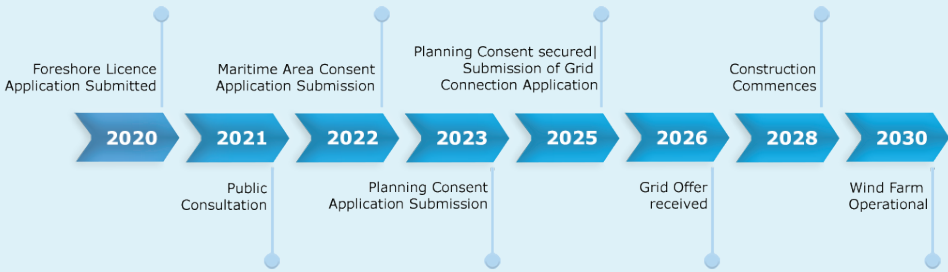 Foreshore Licence
Application Submitted
Maritime Area Consent
Application Submission
Planning Consent secured|
Submission of Grid
Connection Application
Construction
Commences
2020
2021
2022
2023
2025
2026
2028
2030
Public
Consultation
Planning Consent
Application Submission
Grid Offer
received
Wind Farm
Operational